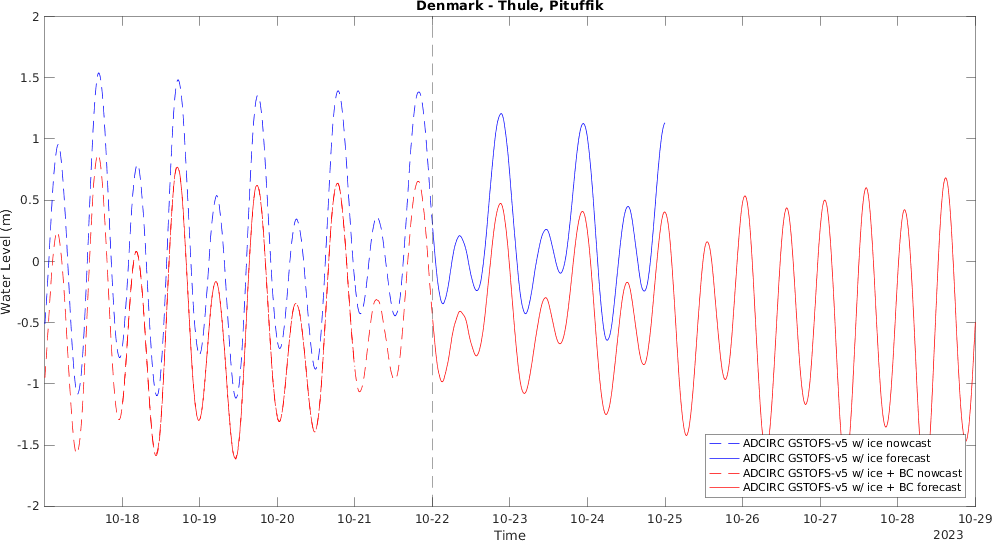 Denmark - Thule, Pituffik
Water Level (m)
2
1.5
1
0.5
0
-0.5
-1
-1.5
-2
ADCIRC GSTOFS-v5 w/ ice nowcast
ADCIRC GSTOFS-v5 w/ ice forecast
ADCIRC GSTOFS-v5 w/ ice + BC nowcast
ADCIRC GSTOFS-v5 w/ ice + BC forecast
10-18 10-19 10-20 10-21 10-22 10-23 10-24 10-25 10-26 10-27 10-28 10-29
Time
2023